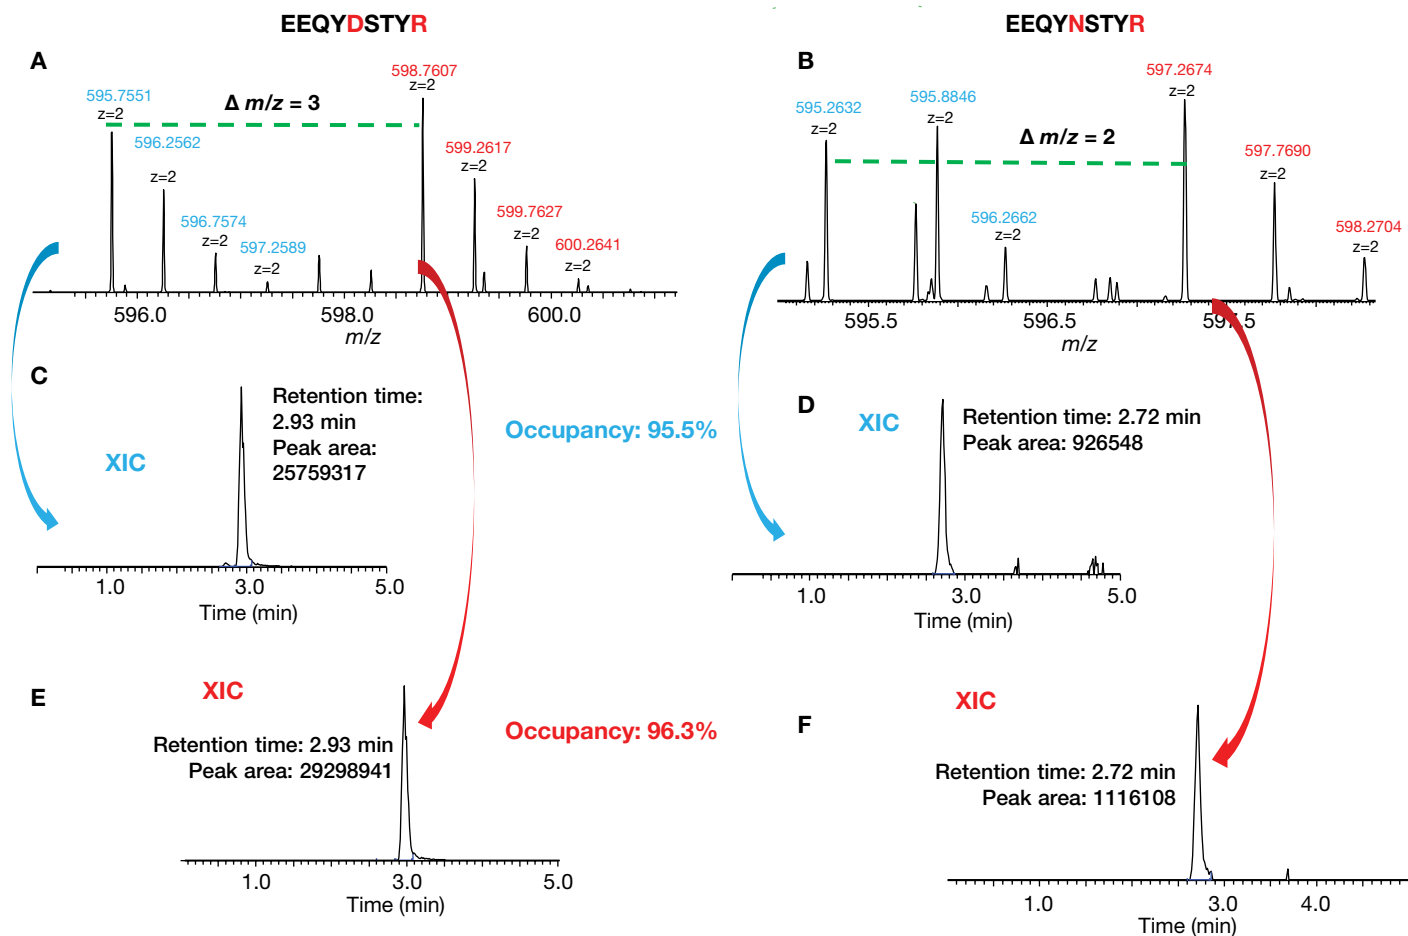 EEQYDSTYR
EEQYNSTYR
A
595.7551
z=2
596.2562
z=2
596.7574
z=2
597.2589
z=2
Δ m/z = 3
598.7607
z=2
599.2617
z=2
599.7627
z=2
600.2641
z=2
596.0
598.0
600.0
m/z
B
595.2632
z=2
595.8846
z=2
596.2662
z=2
Δ m/z = 2
597.2674
z=2
597.7690
z=2
598.2704
z=2
595.5
596.5
597.5
m/z
C
XIC
Retention time:
2.93 min
Peak area:
25759317
1.0
3.0
5.0
Time (min)
Occupancy: 95.5%
D
XIC
Retention time: 2.72 min
Peak area: 926548
1.0
3.0
5.0
Time (min)
E
XIC
Retention time: 2.93 min
Peak area: 29298941
1.0
3.0
5.0
Time (min)
Occupancy: 96.3%
F
XIC
Retention time: 2.72 min
Peak area: 1116108
1.0
3.0
4.0
Time (min)